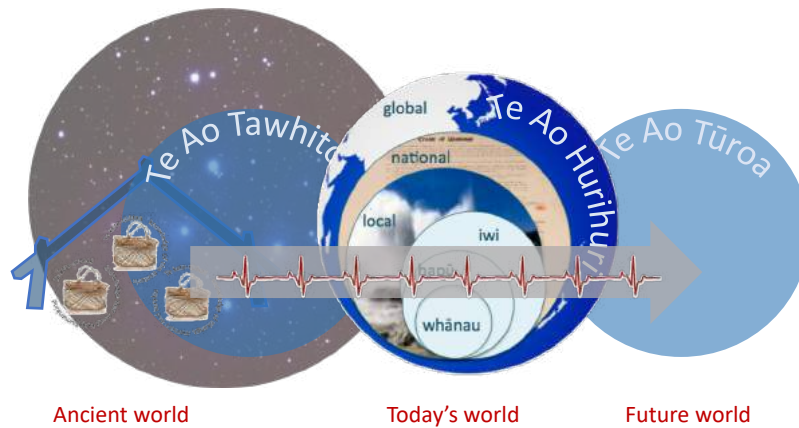 Te Ao Tawhito
Te Ao Hurihuri
Te Ao Tūroa
global
national
local
iwi
hapū
whānau
Ancient world
Today's world
Future world